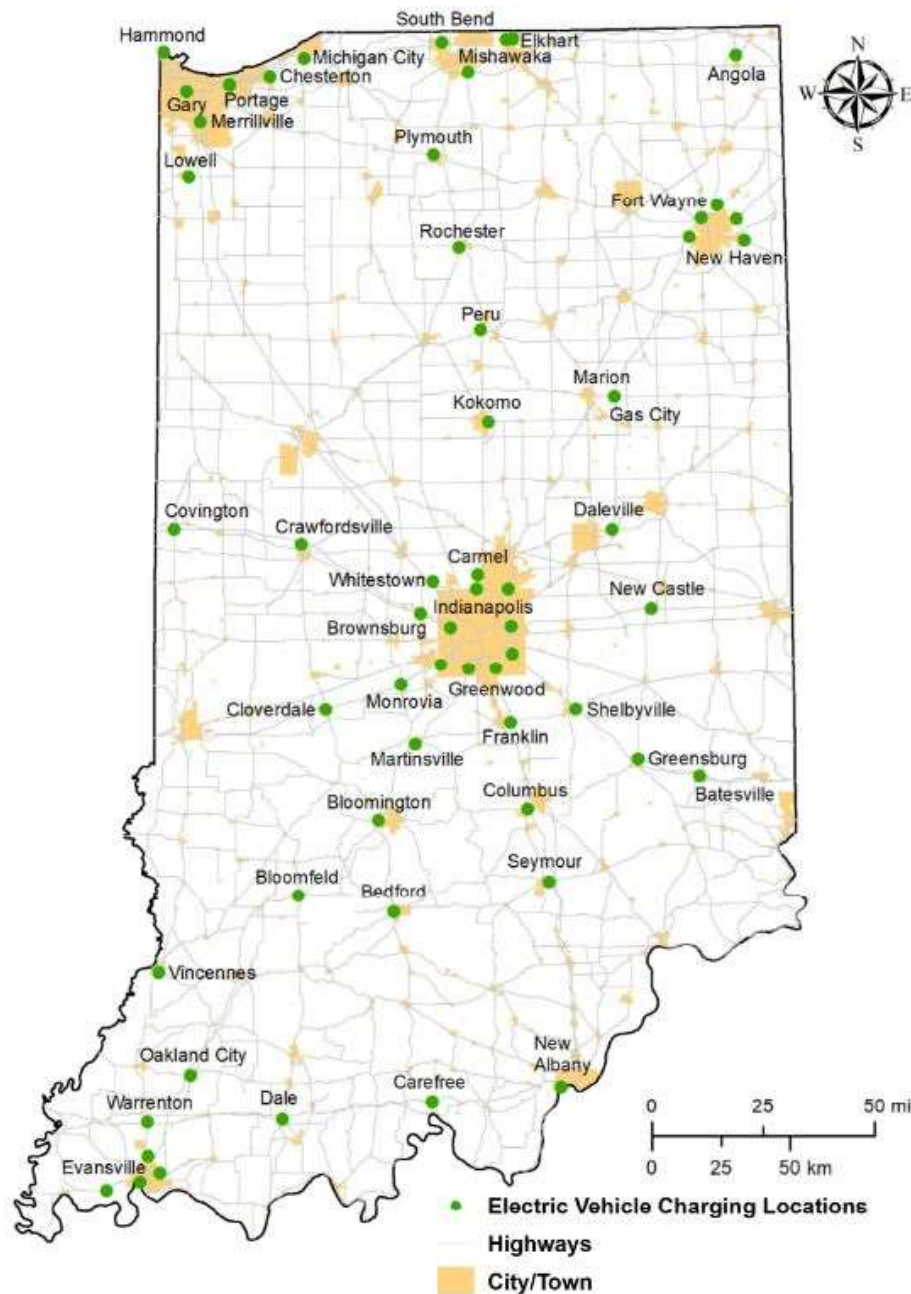 South Bend
Hammond
Michigan City
Elkhart
Mishawaka
Chesterton
Angola
N
W
E
S
Gary
Portage
Merrillville
Plymouth
Lowell
Fort Wayne
Rochester
New Haven
Peru
Marion
Kokomo
Gas City
Covington
Crawfordsville
Daleville
Carmel
Whitestown
Indianapolis
New Castle
Brownsburg
Monrovia
Greenwood
Cloverdale
Shelbyville
Franklin
Martinsville
Greensburg
Batesville
Bloomington
Columbus
Seymour
Bloomfeld
Bedford
Vincennes
New
Albany
Oakland City
Carefree
Dale
Warrenton
0 25 50 mi
0 25 50 km
Evansville
Electric Vehicle Charging Locations
Highways
City/Town